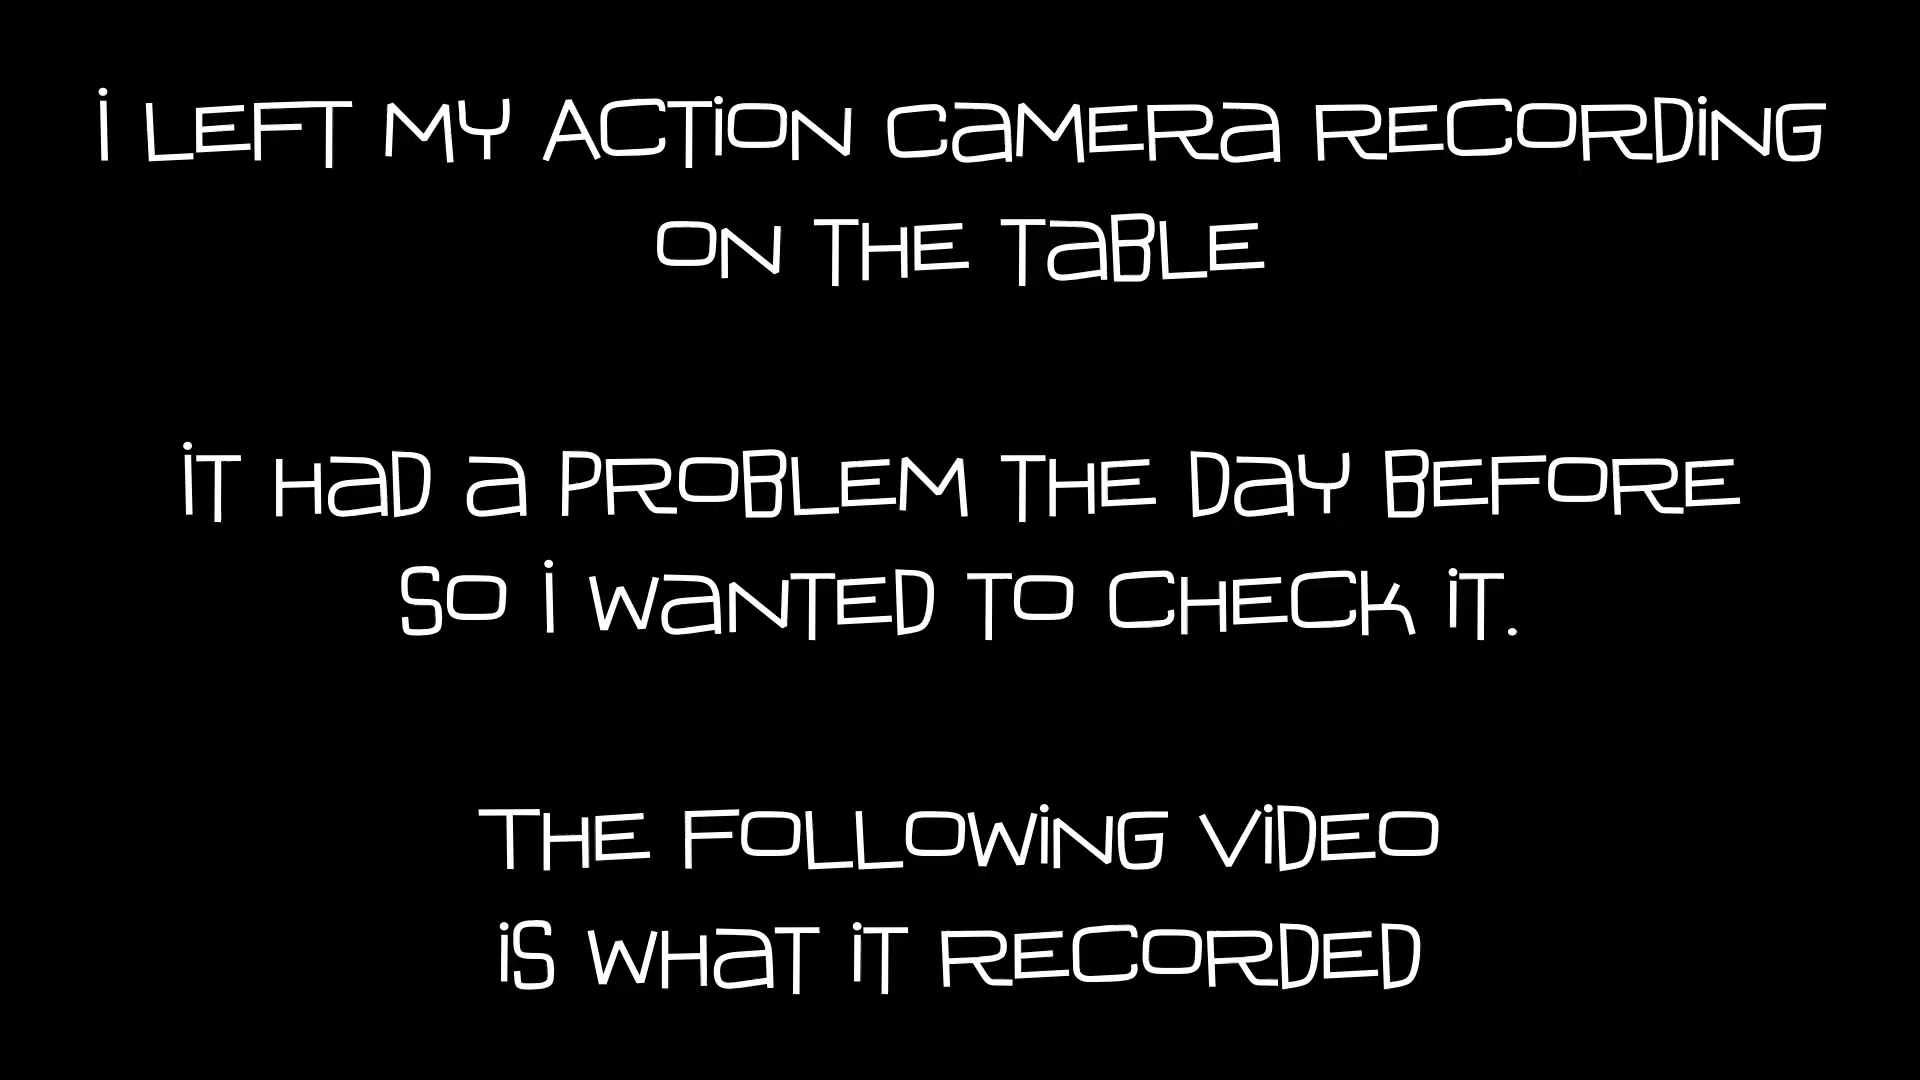 I LEFT MY ACTION CAMERA RECORDING
ON THE TABLE
IT HAD A PROBLEM THE DAY BEFORE
SO I WANTED TO CHECK IT.
THE FOLLOWING VIDEO
IS WHAT IT RECORDED